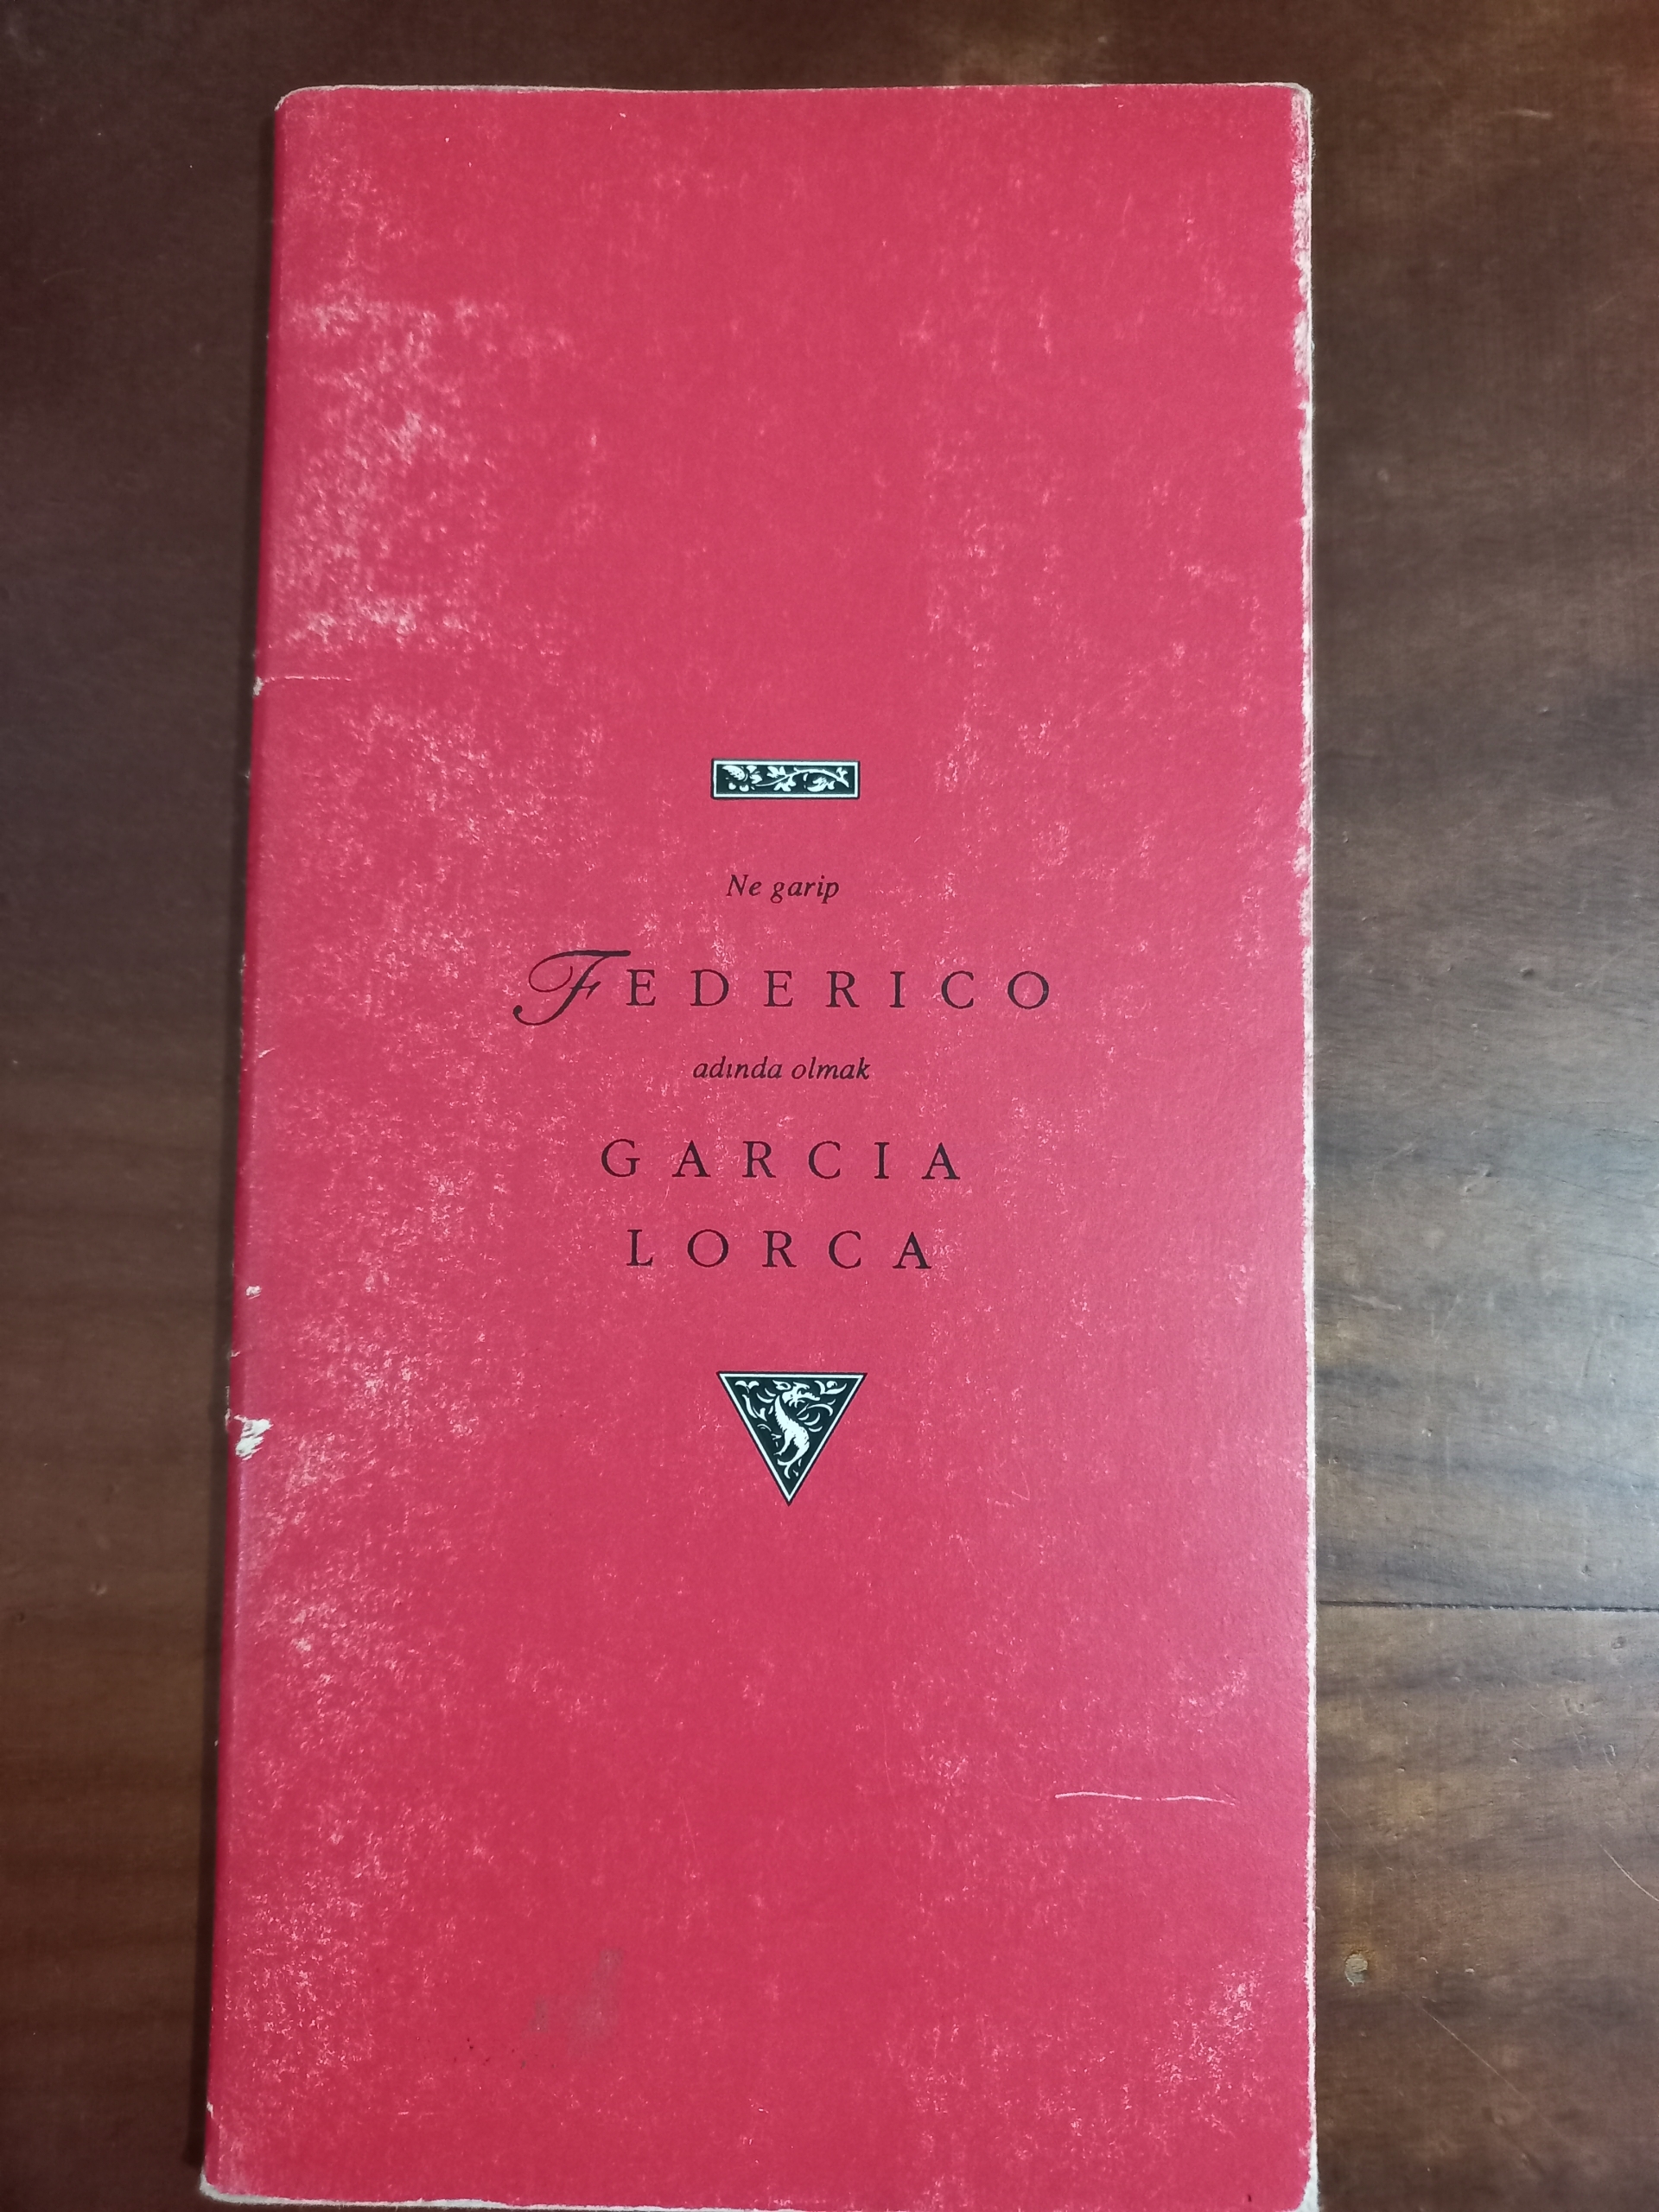 Ne garip
FEDERICO
adında olmak
GARCIA
LORCA